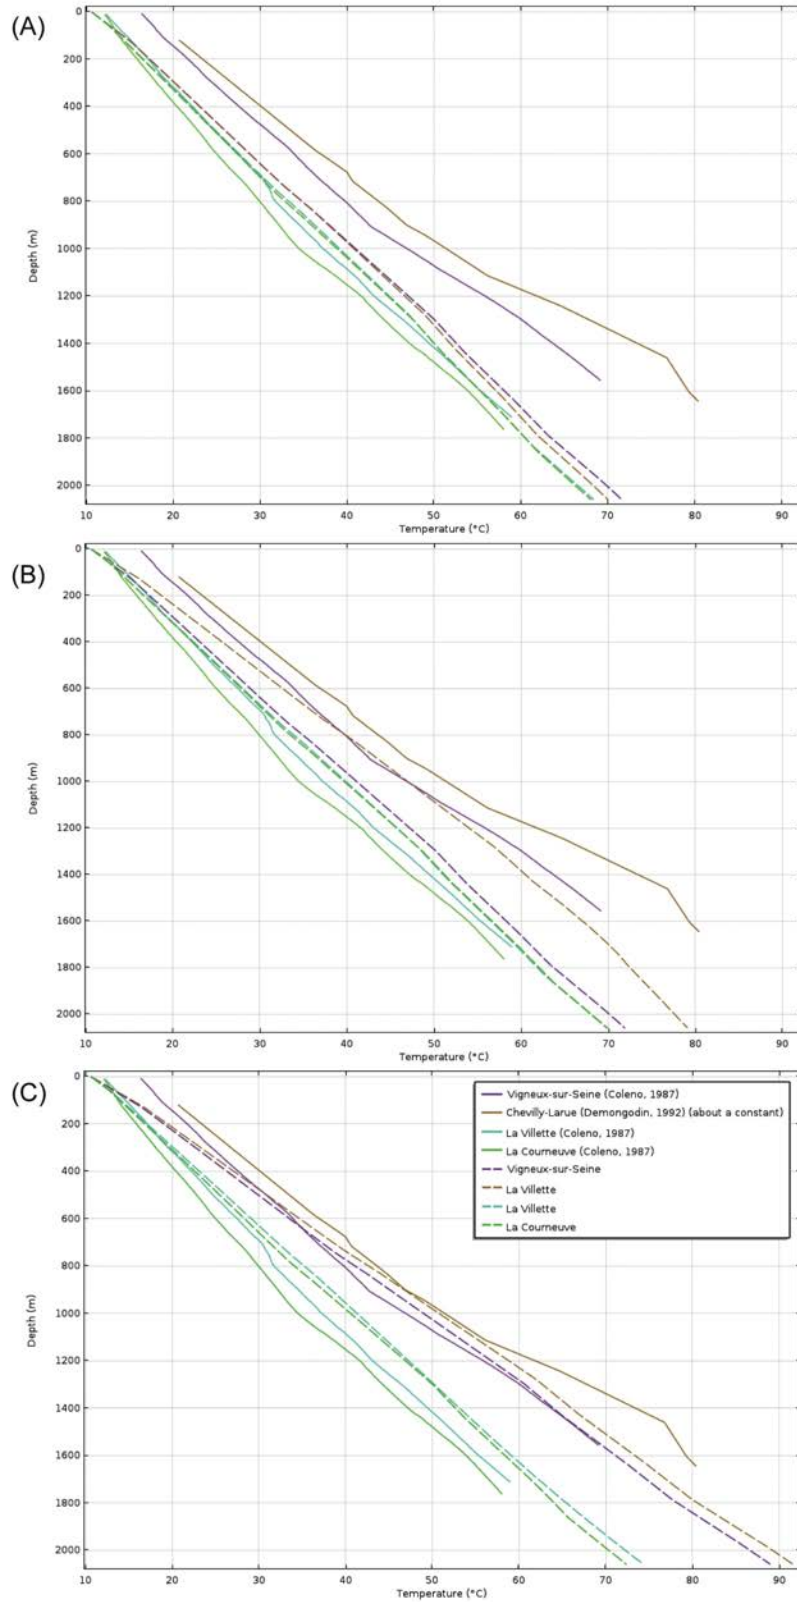 (A)
0
200
400
600
800
1000
1200
1400
1600
1800
2000
Depth (m)
10 20 30 40 50 60 70 80 90
Temperature (°C)
(B)
0
200
400
600
800
1000
1200
1400
1600
1800
2000
Depth (m)
10 20 30 40 50 60 70 80 90
Temperature (°C)
(C)
0
200
400
600
800
1000
1200
1400
1600
1800
2000
Depth (m)
Vigneux-sur-Seine (Coleno, 1987)
Chevilly-Larue (Demongodin, 1992) (about a constant)
La Villette (Coleno, 1987)
La Courneuve (Coleno, 1987)
Vigneux-sur-Seine
La Villette
La Villette
La Courneuve
10 20 30 40 50 60 70 80 90
Temperature (°C)